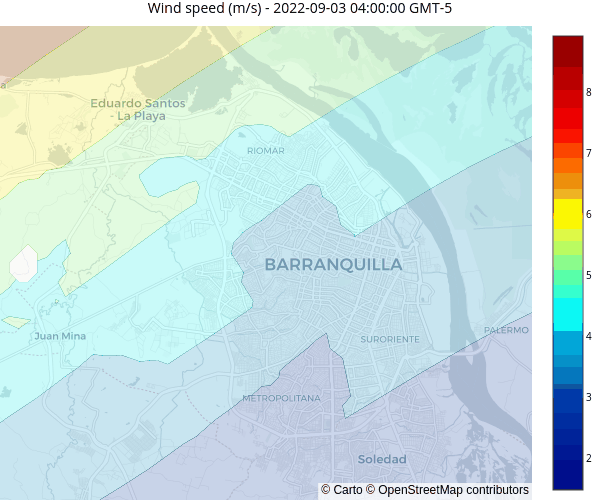 Wind speed (m/s) - 2022-09-03 04:00:00 GMT-5
a
Eduardo Santos
- La Playa
RIOMAR
BARRANQUILLA
Juan Mina
SURORIENTE
PALERMO
METROPOLITANA
Soledad
© Carto © OpenStreetMap contributors
8
7
6
5
4
3
2